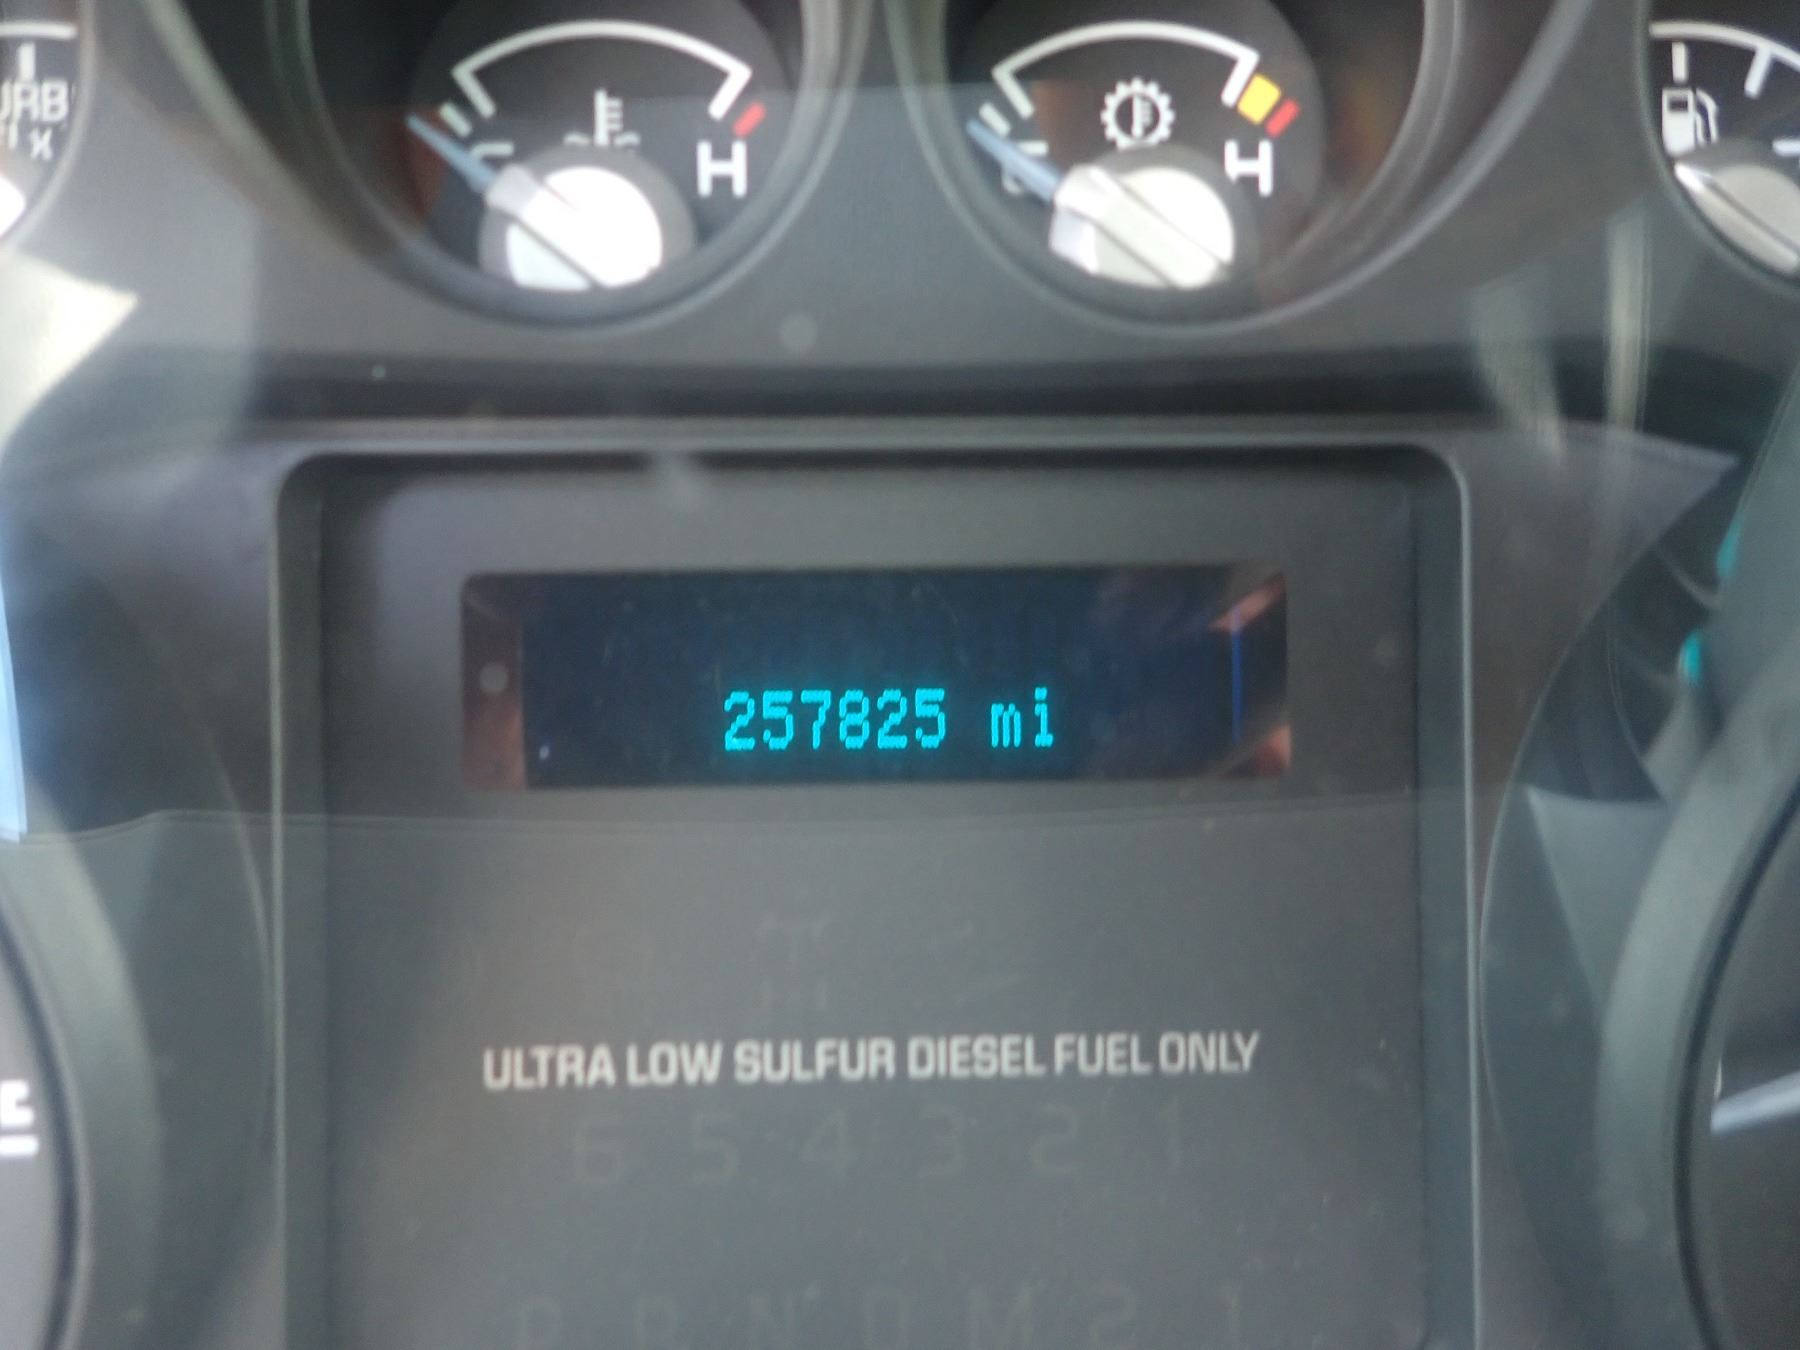 H
H
257825 mi
ULTRA LOW SULFUR DIESEL FUEL ONLY
6 5 4 3 2 1